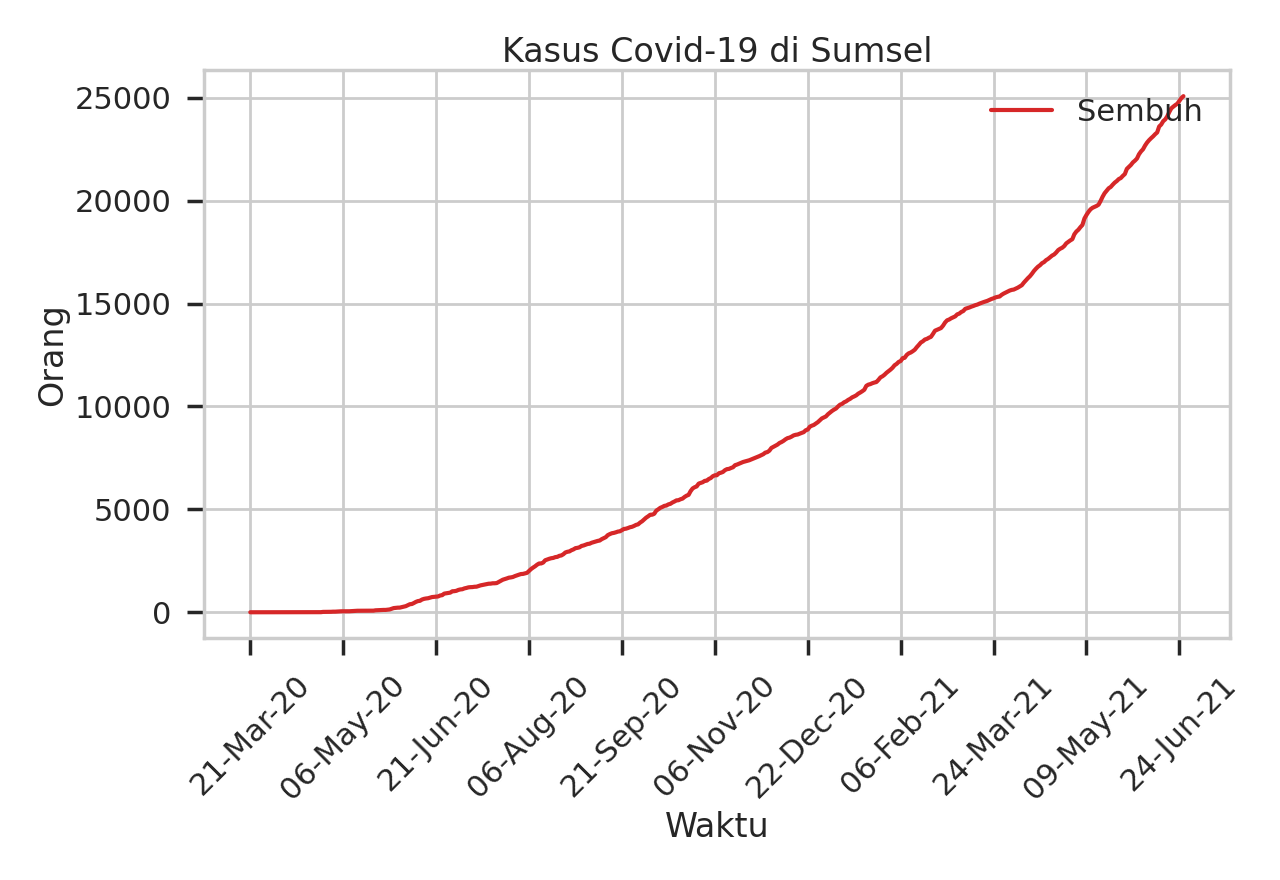 Kasus Covid-19 di Sumsel
Sembuh
25000
20000
15000
10000
5000
0
Orang
21-Mar-20
06-May-20
21-Jun-20
06-Aug-20
21-Sep-20
06-Nov-20
22-Dec-20
06-Feb-21
24-Mar-21
09-May-21
24-Jun-21
Waktu